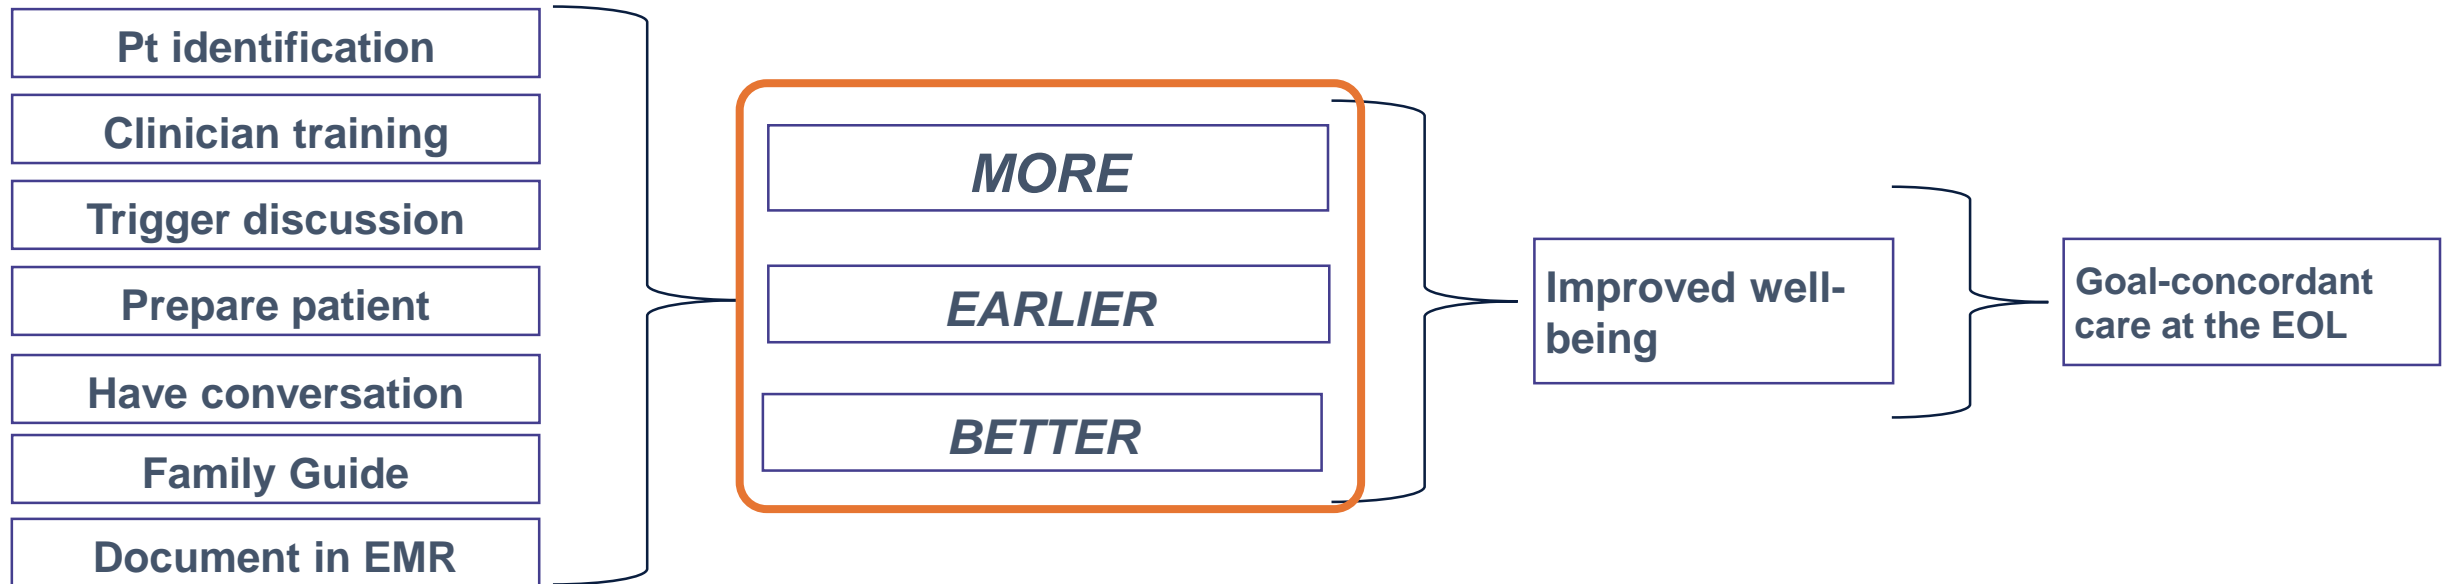 Pt identification
Clinician training
Trigger discussion
Prepare patient
Have conversation
Family Guide
Document in EMR
MORE
EARLIER
BETTER
Improved well-
being
Goal-concordant
care at the EOL